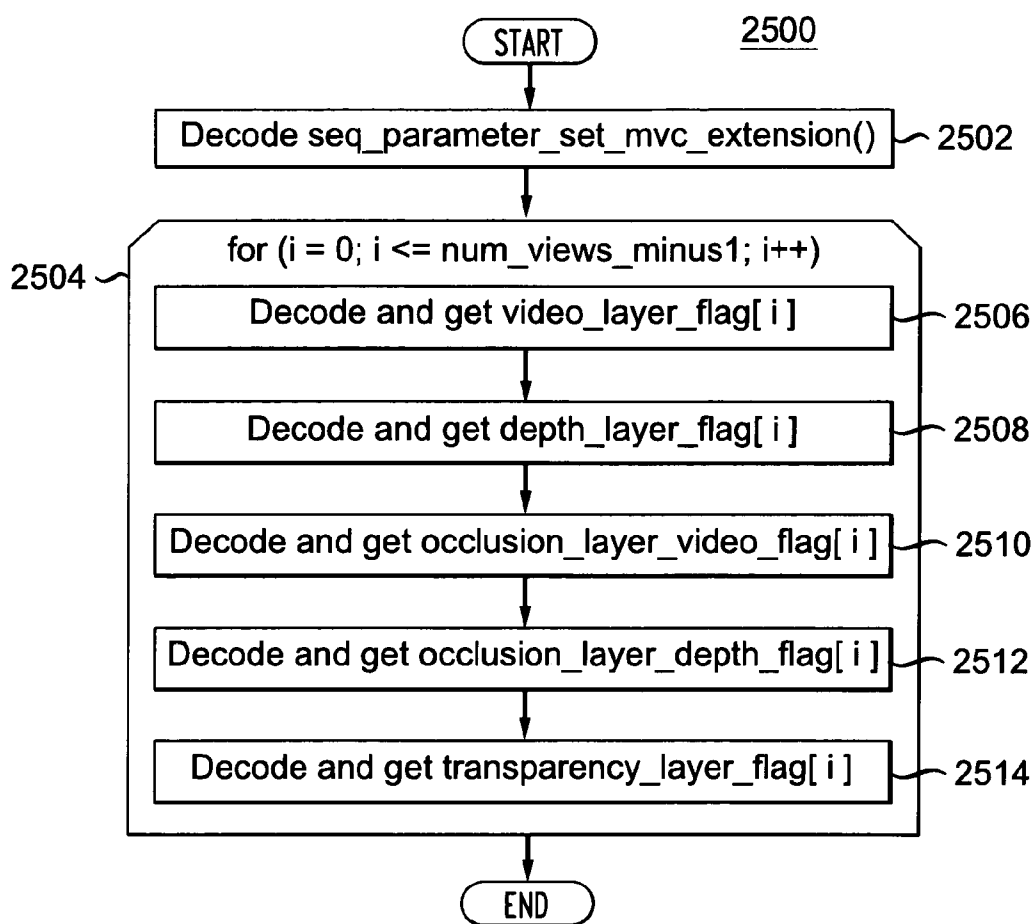 2500
START
Decode seq_parameter_set_mvc_extension()
2502
for (i = 0; i <= num_views_minus1; i++)
2504
Decode and get video_layer_flag[ i ]
2506
Decode and get depth_layer_flag[ i ]
2508
Decode and get occlusion_layer_video_flag[ i ]
2510
Decode and get occlusion_layer_depth_flag[ i ]
2512
Decode and get transparency_layer_flag[ i ]
2514
END